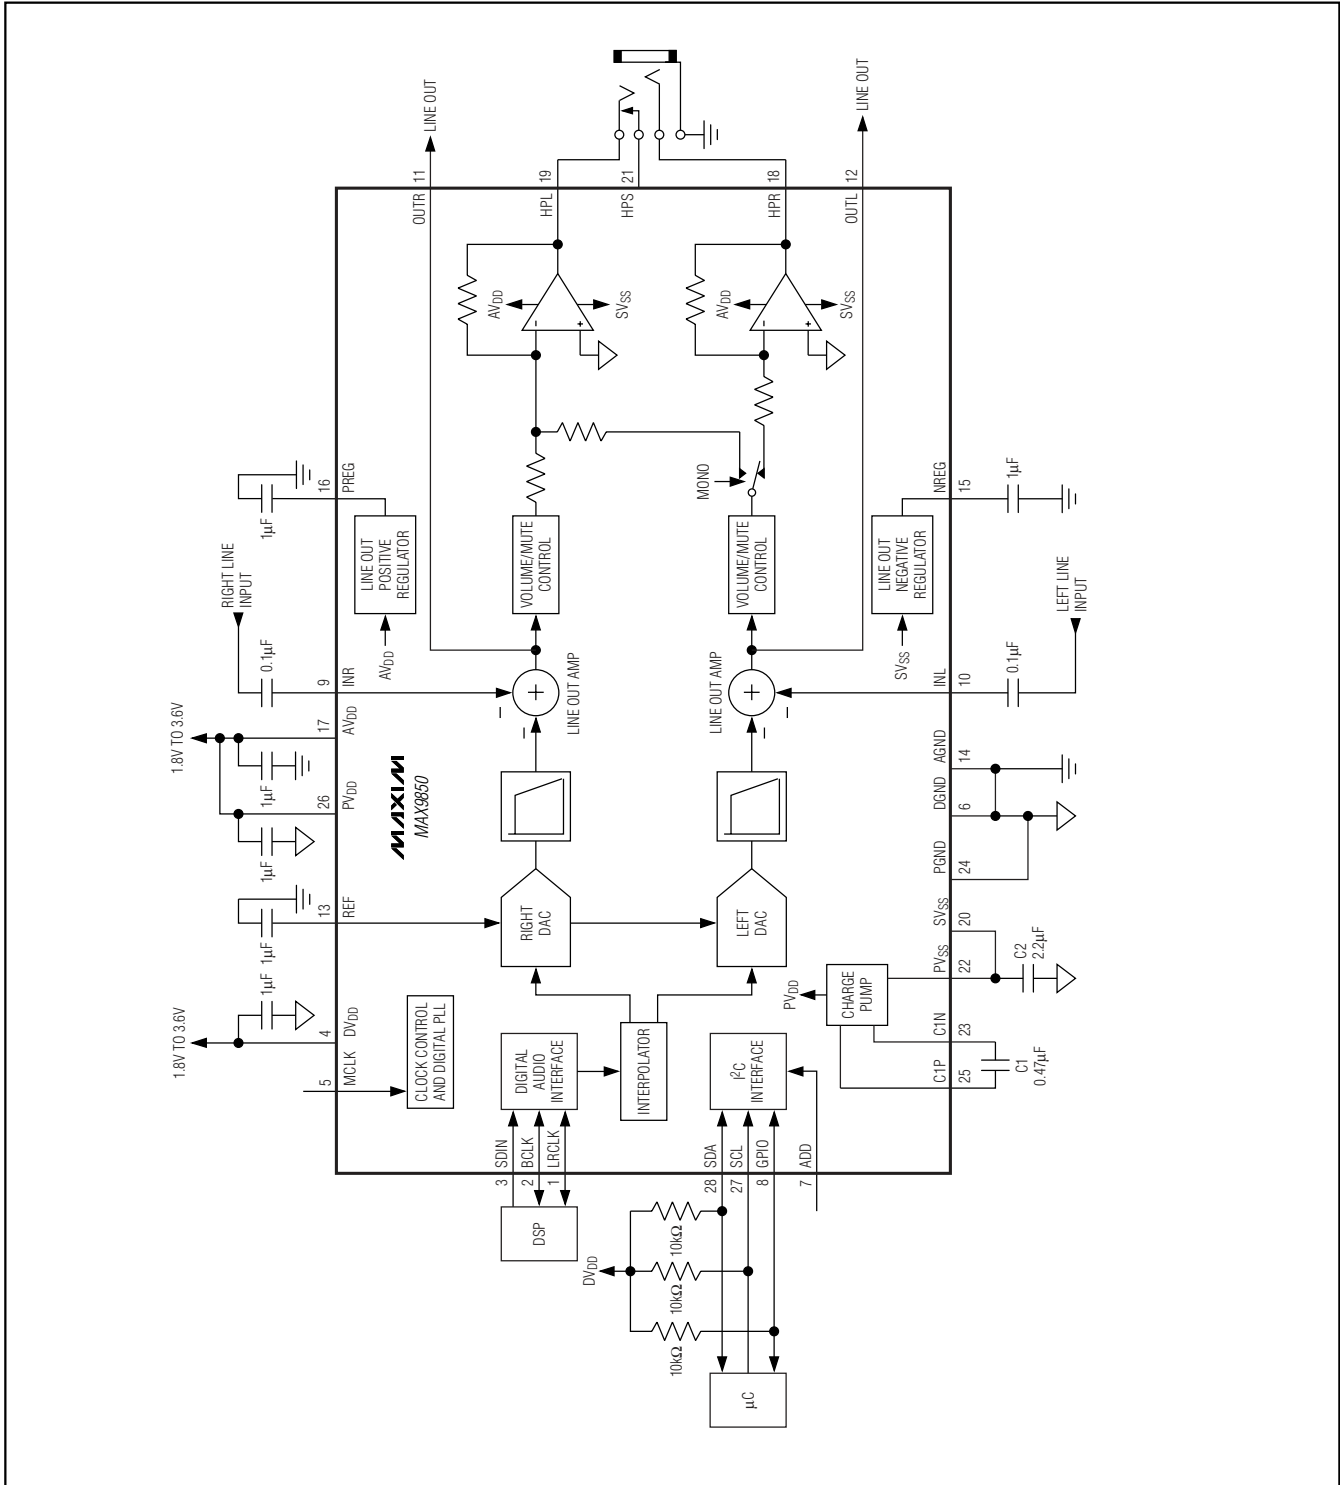 1.8V TO 3.6V
1.8V TO 3.6V
RIGHT LINE
INPUT
1µF
1µF
1µF
1µF
0.1µF
1µF
5
4
13
26
17
9
16
MCLK
DVDD
REF
PVDD
AVDD
INR
PREG
CLOCK CONTROL
AND DIGITAL PLL
MAXIM
MAX9850
AVDD
LINE OUT
POSITIVE
REGULATOR
OUTR
11
LINE OUT
DSP
3
2
1
SDIN
BCLK
LRCLK
DIGITAL
AUDIO
INTERFACE
RIGHT
DAC
LINE OUT AMP
VOLUME/MUTE
CONTROL
AVDD
SVSS
-
+
HPL
19
HPS
21
INTERPOLATOR
DVDD
10kΩ
10kΩ
10kΩ
µC
28
27
8
7
SDA
SCL
GPIO
ADD
I2C
INTERFACE
LEFT
DAC
LINE OUT AMP
MONO
VOLUME/MUTE
CONTROL
AVDD
SVSS
-
+
HPR
18
OUTL
12
LINE OUT
PVDD
CHARGE
PUMP
SVSS
LINE OUT
NEGATIVE
REGULATOR
C1P
C1N
PVSS
SVSS
PGND
DGND
AGND
INL
NREG
25
23
22
20
24
6
14
10
15
C1
0.47µF
C2
2.2µF
0.1µF
1µF
LEFT LINE
INPUT